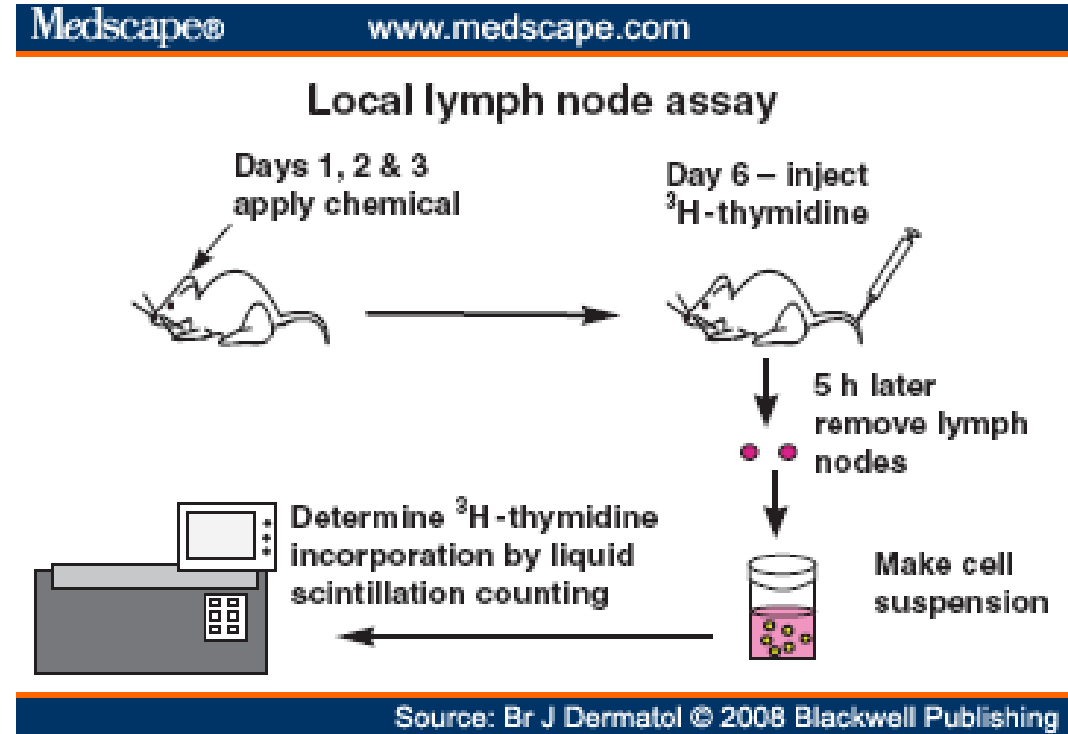 Medscape® www.medscape.com
Local lymph node assay
Days 1, 2 & 3
apply chemical
Day 6 – inject
³H-thymidine
5 h later
remove lymph
nodes
Make cell
suspension
Determine ³H-thymidine
incorporation by liquid
scintillation counting
Source: Br J Dermatol © 2008 Blackwell Publishing